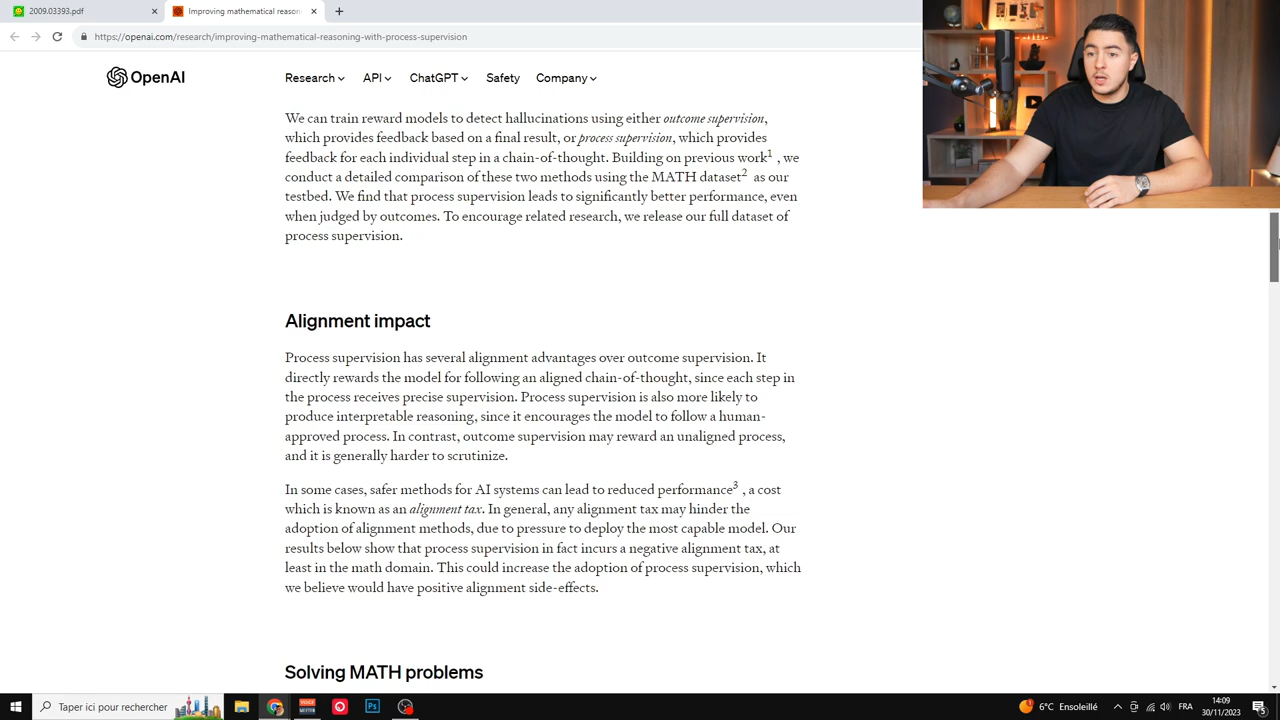 2009.03393.pdf
Improving mathematical reason
https://openai.com/research/improving-mathematical-reasoning-with-process-supervision
OpenAI
Research API ChatGPT Safety Company
We can train reward models to detect hallucinations using either outcome supervision,
which provides feedback based on a final result, or process supervision, which provides
feedback for each individual step in a chain-of-thought. Building on previous work1 , we
conduct a detailed comparison of these two methods using the MATH dataset2 as our
testbed. We find that process supervision leads to significantly better performance, even
when judged by outcomes. To encourage related research, we release our full dataset of
process supervision.
Alignment impact
Process supervision has several alignment advantages over outcome supervision. It
directly rewards the model for following an aligned chain-of-thought, since each step in
the process receives precise supervision. Process supervision is also more likely to
produce interpretable reasoning, since it encourages the model to follow a human-
approved process. In contrast, outcome supervision may reward an unaligned process,
and it is generally harder to scrutinize.
In some cases, safer methods for AI systems can lead to reduced performance3 , a cost
which is known as an alignment tax. In general, any alignment tax may hinder the
adoption of alignment methods, due to pressure to deploy the most capable model. Our
results below show that process supervision in fact incurs a negative alignment tax, at
least in the math domain. This could increase the adoption of process supervision, which
we believe would have positive alignment side-effects.
Solving MATH problems
Taper ici pour rechercher
Ps
6°C Ensoleillé
FRA
14:09
30/11/2023
5